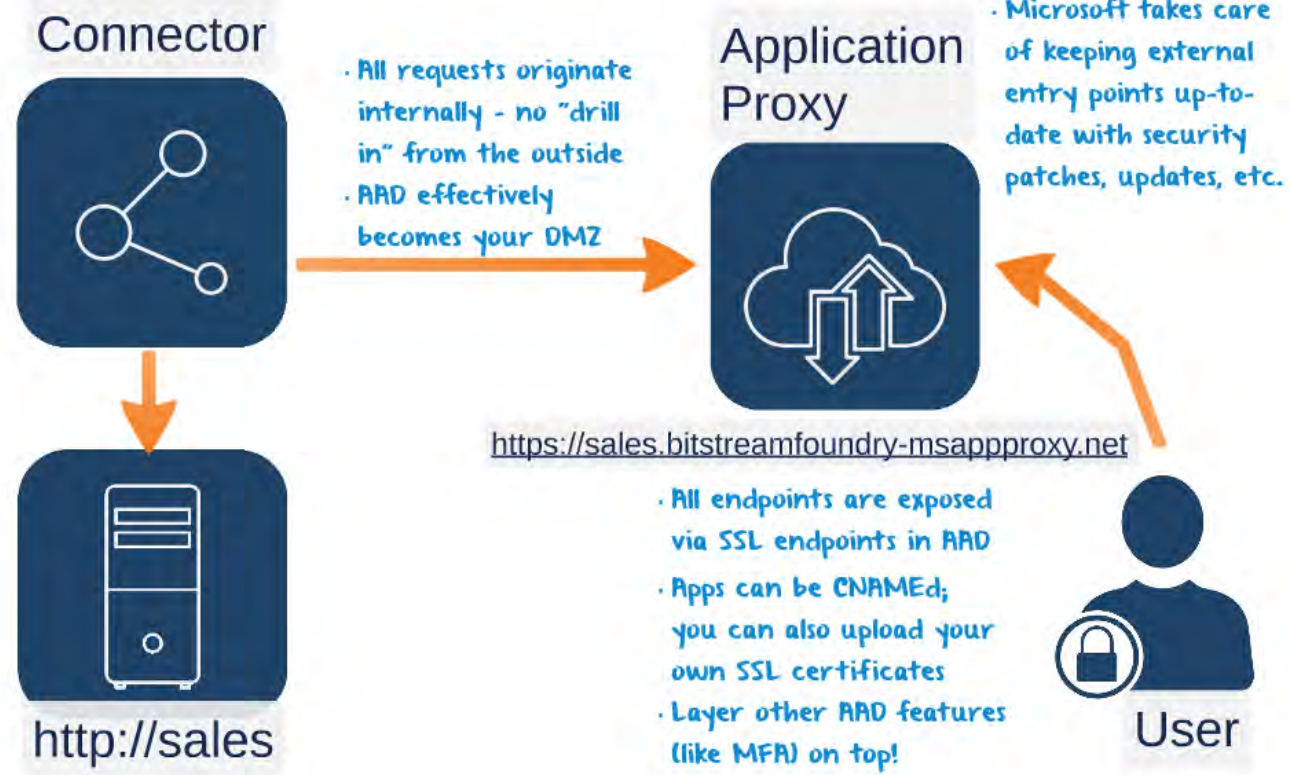 Connector
· All requests originate
internally - no "drill
in" from the outside
· AAD effectively
becomes your DMZ
Application
Proxy
· Microsoft takes care
of keeping external
entry points up-to-
date with security
patches, updates, etc.
https://sales.bitstreamfoundry-msappproxy.net
· All endpoints are exposed
via SSL endpoints in AAD
· Apps can be CNAMEd;
you can also upload your
own SSL certificates
· Layer other AAD features
(like MFA) on top!
http://sales
User